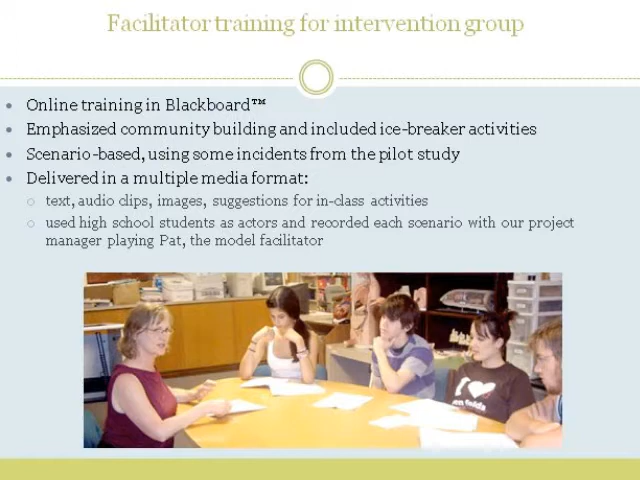 Facilitator training for intervention group
• Online training in Blackboard™
• Emphasized community building and included ice-breaker activities
• Scenario-based, using some incidents from the pilot study
• Delivered in a multiple media format:
○ text, audio clips, images, suggestions for in-class activities
○ used high school students as actors and recorded each scenario with our project
manager playing Pat, the model facilitator
I